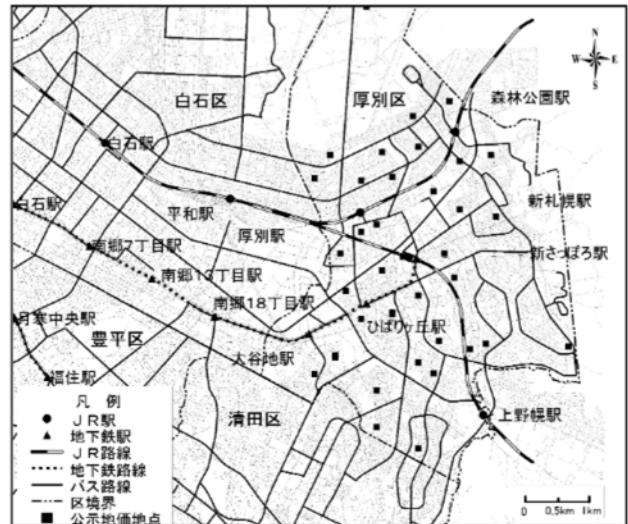 N
W E
S
白石区
厚別区
森林公園駅
白石駅
白石駅
平和駅
厚別駅
新札幌駅
新さっぽろ駅
南郷7丁目駅
南郷13丁目駅
南郷18丁目駅
月寒中央駅
豊平区
大谷地駅
ひばりヶ丘駅
福住駅
清田区
上野幌駅
凡 例
JR駅
地下鉄駅
JR路線
地下鉄路線
バス路線
区境界
公示地価地点
0 0.5km 1km